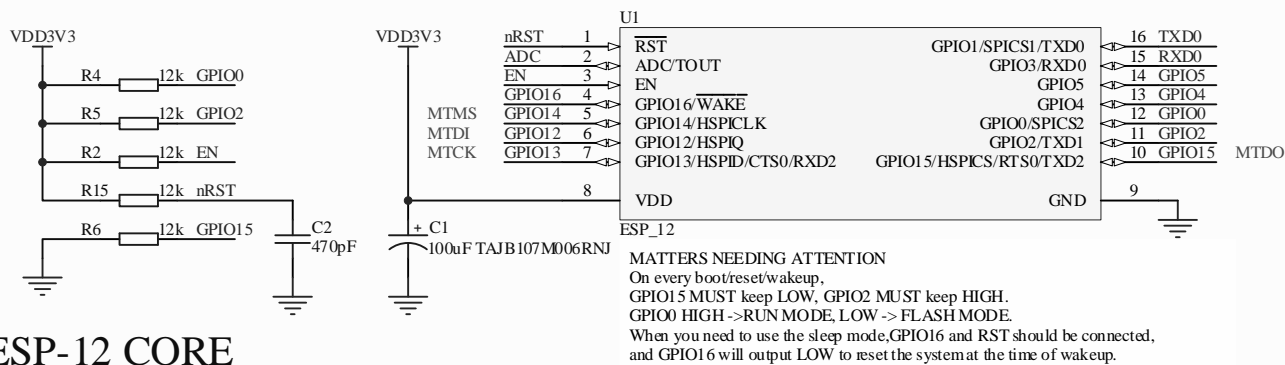 VDD3V3
R4 12k GPIO0
R5 12k GPIO2
R2 12k EN
R15 12k nRST
R6 12k GPIO15
C2
470pF
VDD3V3
+ C1
100uF TAJB107M006RNJ
U1
nRST 1 RST
ADC 2 ADC/TOUT
EN 3 EN
GPIO16 4 GPIO16/WAKE
MTMS GPIO14 5 GPIO14/HSPICLK
MTDI GPIO12 6 GPIO12/HSPIQ
MTCK GPIO13 7 GPIO13/HSPID/CTS0/RXD2
8 VDD
GPIO1/SPICS1/TXD0 16 TXD0
GPIO3/RXD0 15 RXD0
GPIO5 14 GPIO5
GPIO4 13 GPIO4
GPIO0/SPICS2 12 GPIO0
GPIO2/TXD1 11 GPIO2
GPIO15/HSPICS/RTS0/TXD2 10 GPIO15 MTDO
GND 9
ESP_12
MATTERS NEEDING ATTENTION
On every boot/reset/wakeup,
GPIO15 MUST keep LOW, GPIO2 MUST keep HIGH.
GPIO0 HIGH ->RUN MODE, LOW -> FLASH MODE.
When you need to use the sleep mode,GPIO16 and RST should be connected,
and GPIO16 will output LOW to reset the system at the time of wakeup.
ESP-12 CORE